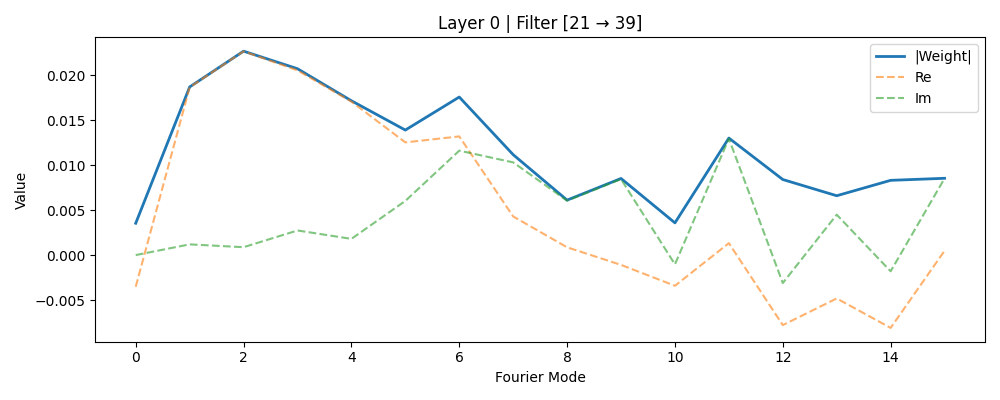 Layer 0 | Filter [21 → 39]
|Weight|
Re
Im
Value
0.020
0.015
0.010
0.005
0.000
−0.005
0 2 4 6 8 10 12 14
Fourier Mode